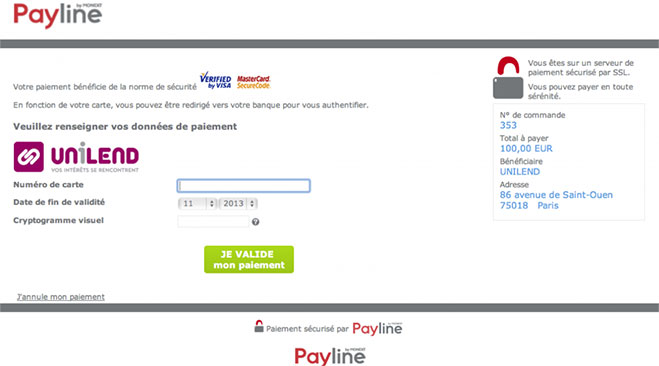 Payline by MONEXT
Votre paiement bénéficie de la norme de sécurité VERIFIED by VISA MasterCard. SecureCode.
En fonction de votre carte, vous pouvez être redirigé vers votre banque pour vous authentifier.
Veuillez renseigner vos données de paiement
UNILEND
VOS INTÉRÊTS SE RENCONTRENT
Numéro de carte
Date de fin de validité 11 2013
Cryptogramme visuel ?
JE VALIDE
mon paiement
J'annule mon paiement
Vous êtes sur un serveur de
paiement sécurisé par SSL.
Vous pouvez payer en toute
sérénité.
N° de commande
353
Total à payer
100,00 EUR
Bénéficiaire
UNILEND
Adresse
86 avenue de Saint-Ouen
75018 Paris
Paiement sécurisé par Payline by MONEXT
Payline by MONEXT